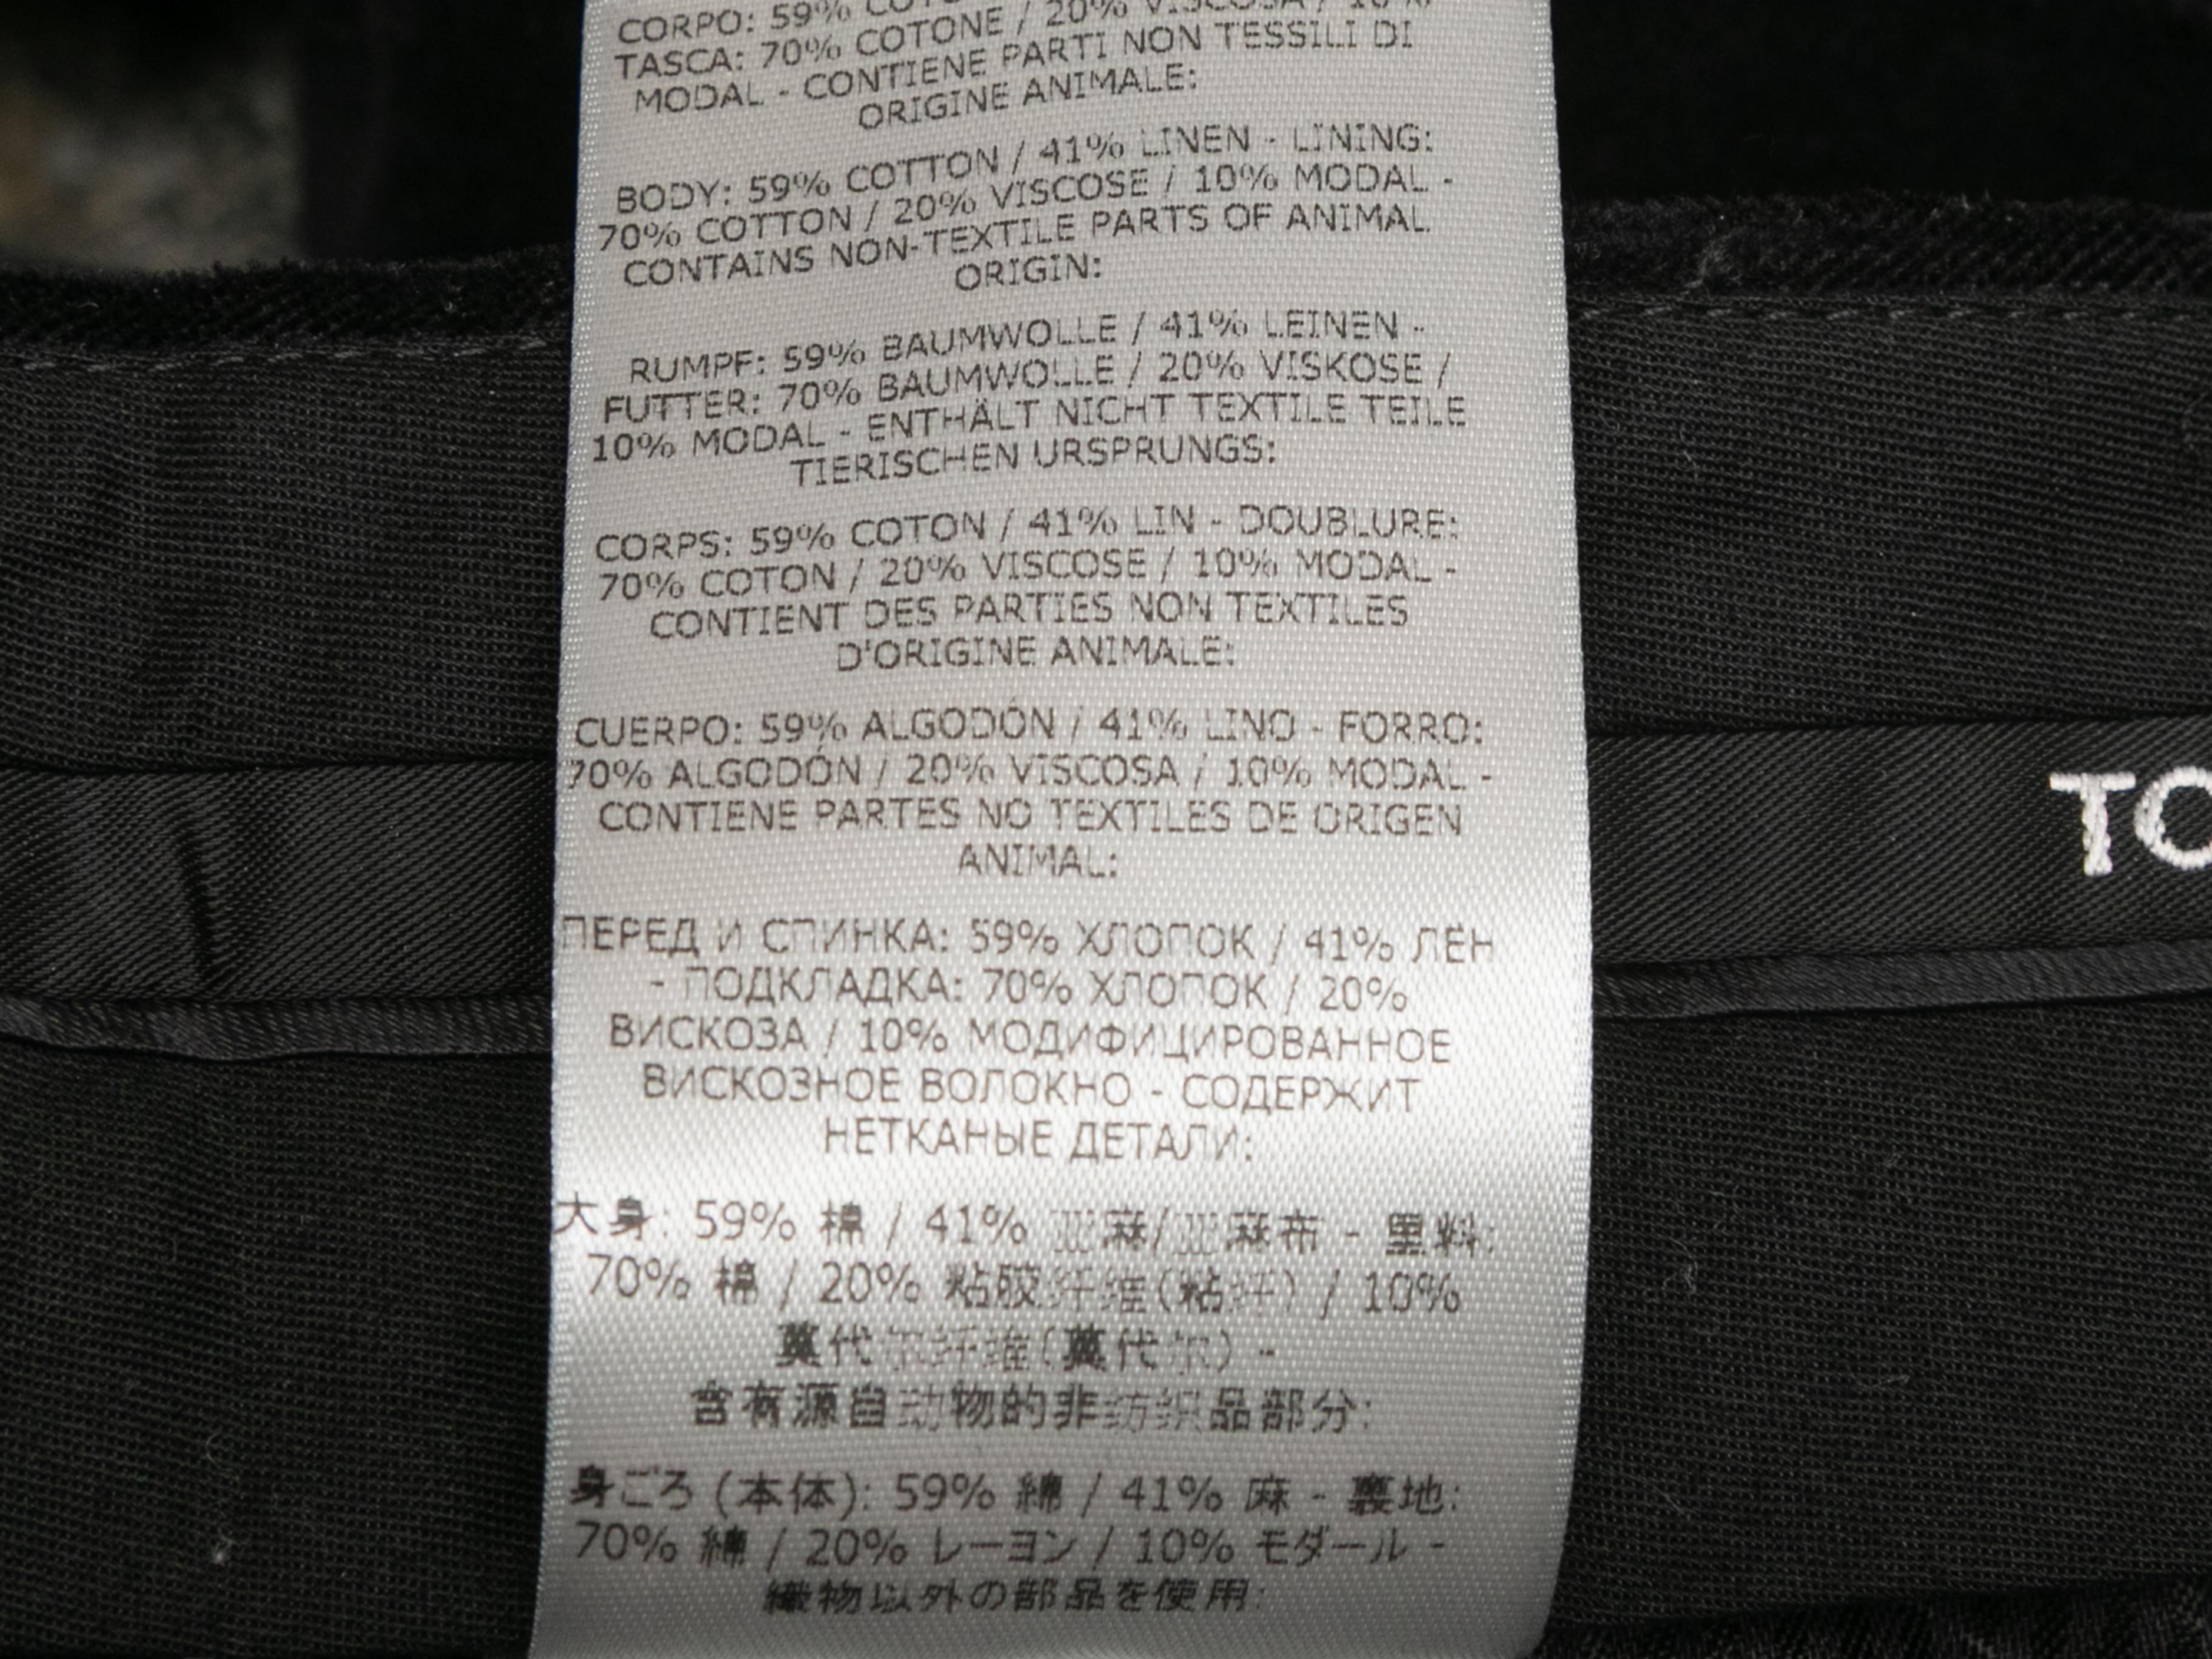 CORPO: 59%
TASCA: 70% COTONE / 20% VISCOSA / 10%
MODAL - CONTIENE PARTI NON TESSILI DI
ORIGINE ANIMALE:
BODY: 59% COTTON / 41% LINEN - LINING:
70% COTTON / 20% VISCOSE / 10% MODAL -
CONTAINS NON-TEXTILE PARTS OF ANIMAL
ORIGIN:
RUMPF: 59% BAUMWOLLE / 41% LEINEN -
FUTTER: 70% BAUMWOLLE / 20% VISKOSE /
10% MODAL - ENTHÄLT NICHT TEXTILE TEILE
TIERISCHEN URSPRUNGS:
CORPS: 59% COTON / 41% LIN - DOUBLURE:
70% COTON / 20% VISCOSE / 10% MODAL -
CONTIENT DES PARTIES NON TEXTILES
D'ORIGINE ANIMALE:
CUERPO: 59% ALGODÓN / 41% LINO - FORRO:
70% ALGODÓN / 20% VISCOSA / 10% MODAL -
CONTIENE PARTES NO TEXTILES DE ORIGEN
ANIMAL:
ПЕРЕД И СПИНКА: 59% ХЛОПОК / 41% ЛЁН
- ПОДКЛАДКА: 70% ХЛОПОК / 20%
ВИСКОЗА / 10% МОДИФИЦИРОВАННОЕ
ВИСКОЗНОЕ ВОЛОКНО - СОДЕРЖИТ
НЕТКАНЫЕ ДЕТАЛИ:
大身: 59% 棉 / 41% 亚麻/亚麻布 - 里料:
70% 棉 / 20% 粘胶纤维(粘纤) / 10%
莫代尔纤维(莫代尔) -
含有源自动物的非纺织品部分:
身ごろ (本体): 59% 綿 / 41% 麻 - 裏地:
70% 綿 / 20% レーヨン / 10% モダール -
織物以外の部品を使用:
TO